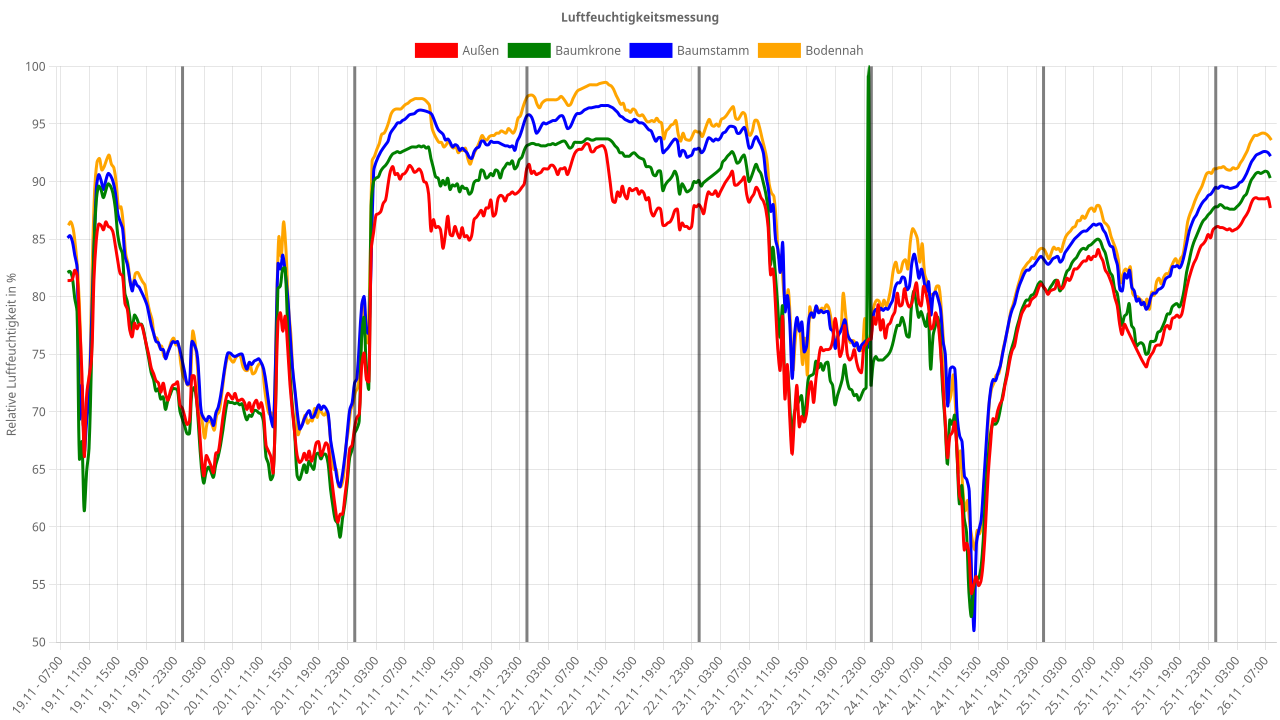 Luftfeuchtigkeitsmessung
Außen Baumkrone Baumstamm Bodennah
Relative Luftfeuchtigkeit in %
100
95
90
85
80
75
70
65
60
55
50
19.11 - 07:00
19.11 - 11:00
19.11 - 15:00
19.11 - 19:00
19.11 - 23:00
20.11 - 03:00
20.11 - 07:00
20.11 - 11:00
20.11 - 15:00
20.11 - 19:00
20.11 - 23:00
21.11 - 03:00
21.11 - 07:00
21.11 - 11:00
21.11 - 15:00
21.11 - 19:00
21.11 - 23:00
22.11 - 03:00
22.11 - 07:00
22.11 - 11:00
22.11 - 15:00
22.11 - 19:00
22.11 - 23:00
23.11 - 03:00
23.11 - 07:00
23.11 - 11:00
23.11 - 15:00
23.11 - 19:00
23.11 - 23:00
24.11 - 03:00
24.11 - 07:00
24.11 - 11:00
24.11 - 15:00
24.11 - 19:00
24.11 - 23:00
25.11 - 03:00
25.11 - 07:00
25.11 - 11:00
25.11 - 15:00
25.11 - 19:00
25.11 - 23:00
26.11 - 03:00
26.11 - 07:00